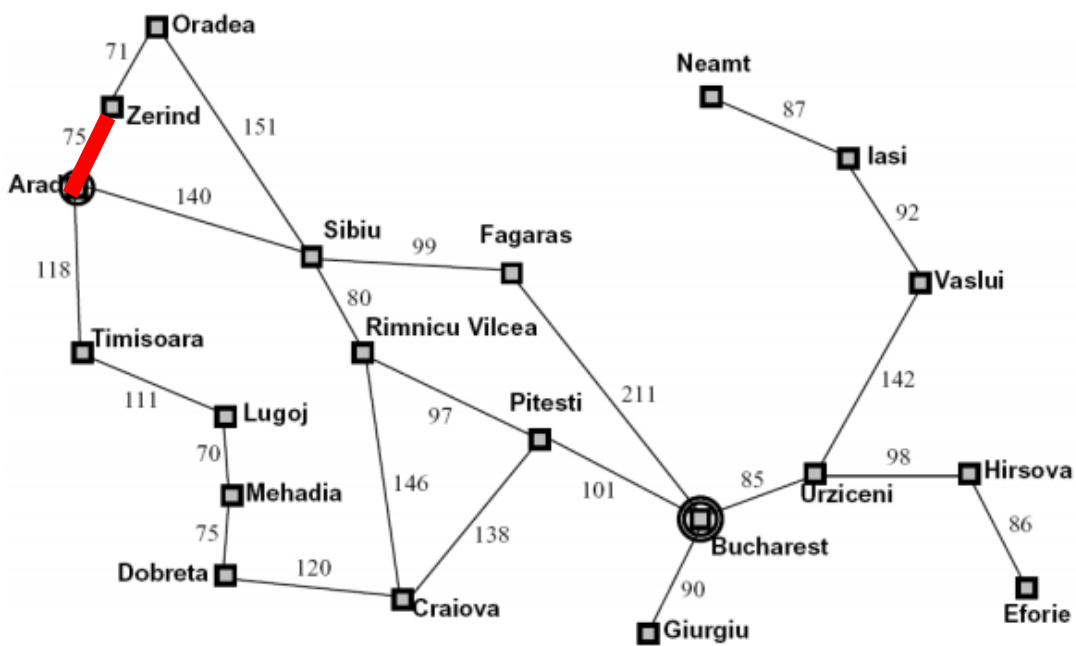 Oradea
71
Neamt
Zerind
87
75
151
Iasi
Arad
140
92
Sibiu
Fagaras
99
118
Vaslui
80
Rimnicu Vilcea
Timisoara
142
111
211
Pitesti
Lugoj
97
70
98
Hirsova
85
146
101
Mehadia
Urziceni
86
75
138
Bucharest
120
Dobreta
90
Craiova
Eforie
Giurgiu